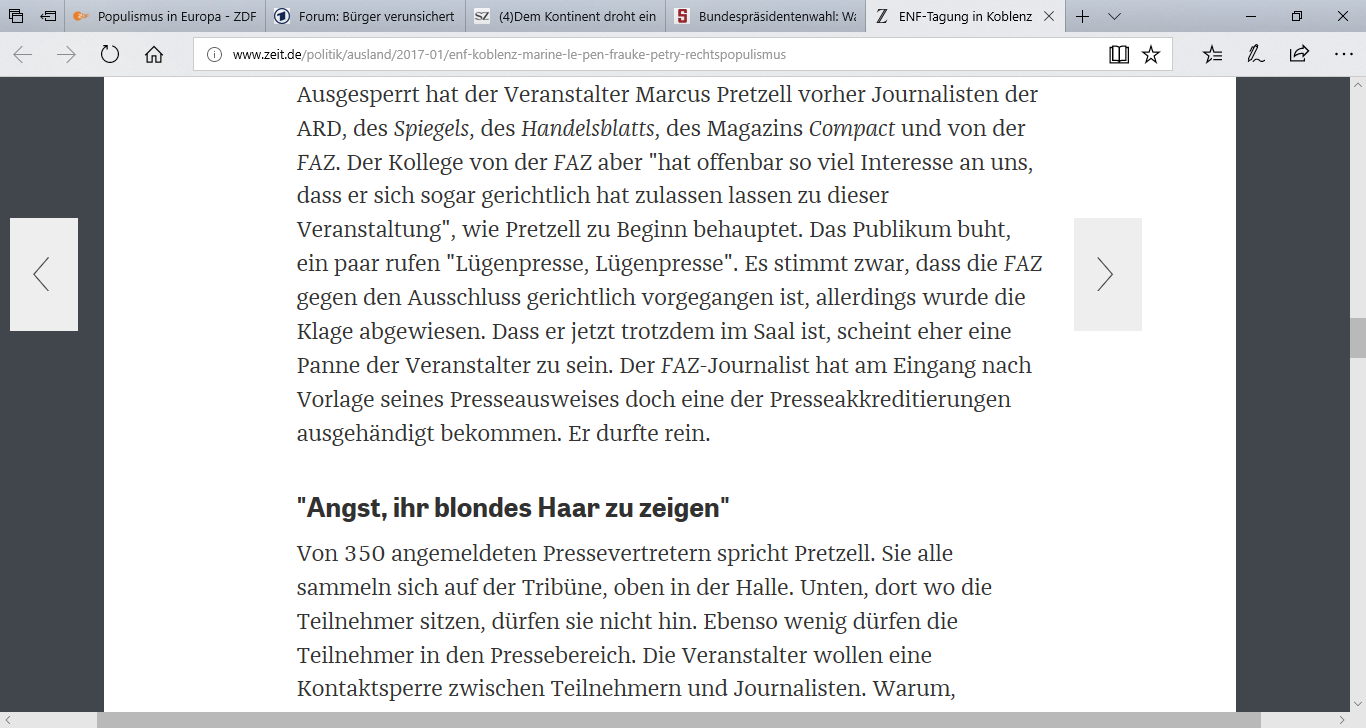 Populismus in Europa - ZDF
Forum: Bürger verunsichert
SZ (4)Dem Kontinent droht ein
S Bundespräsidentenwahl: Wa
Z ENF-Tagung in Koblenz
www.zeit.de/politik/ausland/2017-01/enf-koblenz-marine-le-pen-frauke-petry-rechtspopulismus
Ausgesperrt hat der Veranstalter Marcus Pretzell vorher Journalisten der
ARD, des Spiegels, des Handelsblatts, des Magazins Compact und von der
FAZ. Der Kollege von der FAZ aber "hat offenbar so viel Interesse an uns,
dass er sich sogar gerichtlich hat zulassen lassen zu dieser
Veranstaltung", wie Pretzell zu Beginn behauptet. Das Publikum buht,
ein paar rufen "Lügenpresse, Lügenpresse". Es stimmt zwar, dass die FAZ
gegen den Ausschluss gerichtlich vorgegangen ist, allerdings wurde die
Klage abgewiesen. Dass er jetzt trotzdem im Saal ist, scheint eher eine
Panne der Veranstalter zu sein. Der FAZ-Journalist hat am Eingang nach
Vorlage seines Presseausweises doch eine der Presseakkreditierungen
ausgehändigt bekommen. Er durfte rein.
"Angst, ihr blondes Haar zu zeigen"
Von 350 angemeldeten Pressevertretern spricht Pretzell. Sie alle
sammeln sich auf der Tribüne, oben in der Halle. Unten, dort wo die
Teilnehmer sitzen, dürfen sie nicht hin. Ebenso wenig dürfen die
Teilnehmer in den Pressebereich. Die Veranstalter wollen eine
Kontaktsperre zwischen Teilnehmern und Journalisten. Warum,